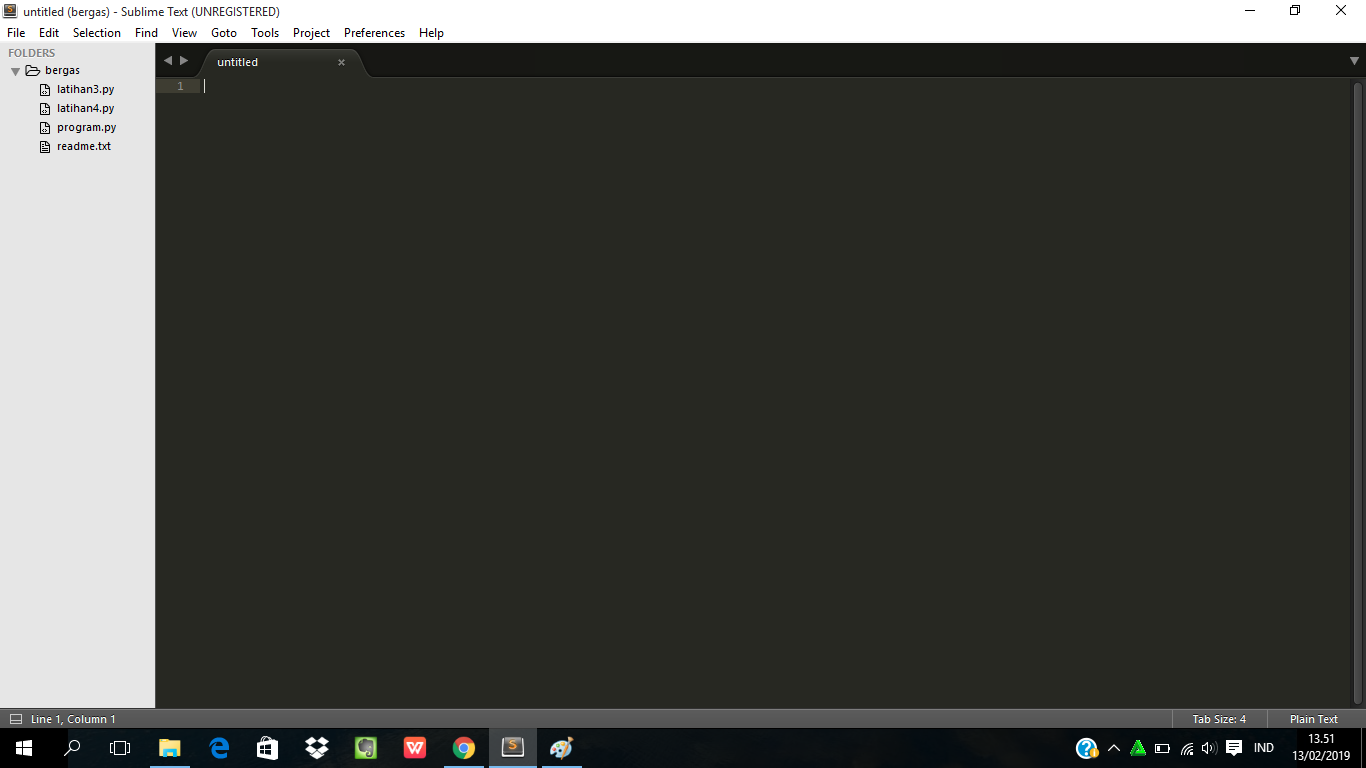 untitled (bergas) - Sublime Text (UNREGISTERED)
File Edit Selection Find View Goto Tools Project Preferences Help
FOLDERS
bergas
latihan3.py
latihan4.py
program.py
readme.txt
untitled
1
Line 1, Column 1
Tab Size: 4
Plain Text
IND
13.51
13/02/2019